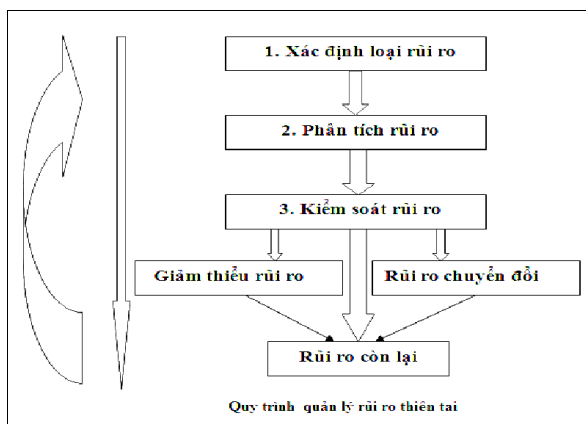 1. Xác định loại rủi ro
2. Phân tích rủi ro
3. Kiểm soát rủi ro
Giảm thiểu rủi ro
Rủi ro chuyển đổi
Rủi ro còn lại
Quy trình quản lý rủi ro thiên tai